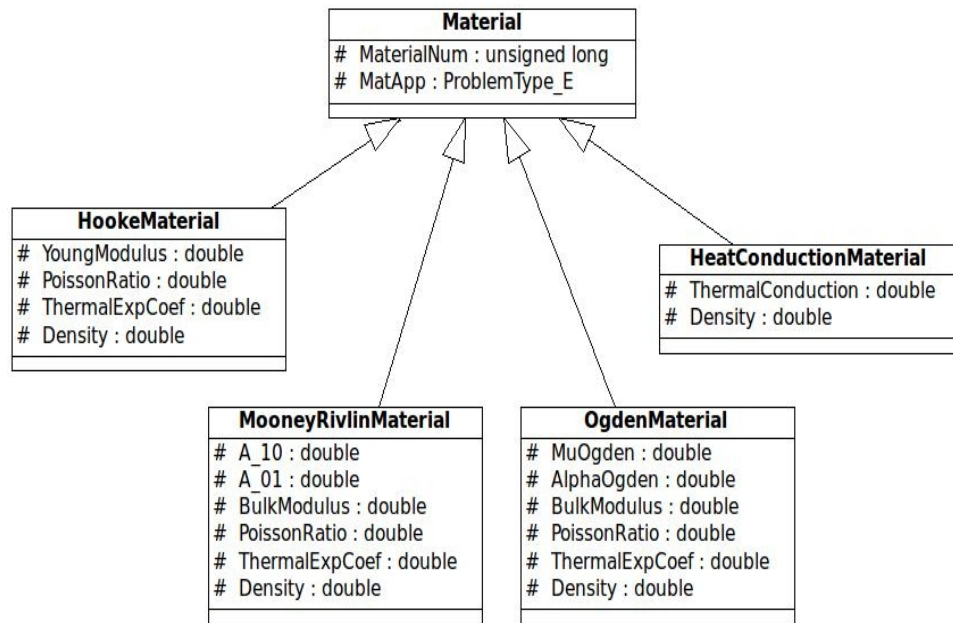 Material
# MaterialNum : unsigned long
# MatApp : ProblemType_E
HookeMaterial
# YoungModulus : double
# PoissonRatio : double
# ThermalExpCoef : double
# Density : double
HeatConductionMaterial
# ThermalConduction : double
# Density : double
MooneyRivlinMaterial
# A_10 : double
# A_01 : double
# BulkModulus : double
# PoissonRatio : double
# ThermalExpCoef : double
# Density : double
OgdenMaterial
# MuOgden : double
# AlphaOgden : double
# BulkModulus : double
# PoissonRatio : double
# ThermalExpCoef : double
# Density : double